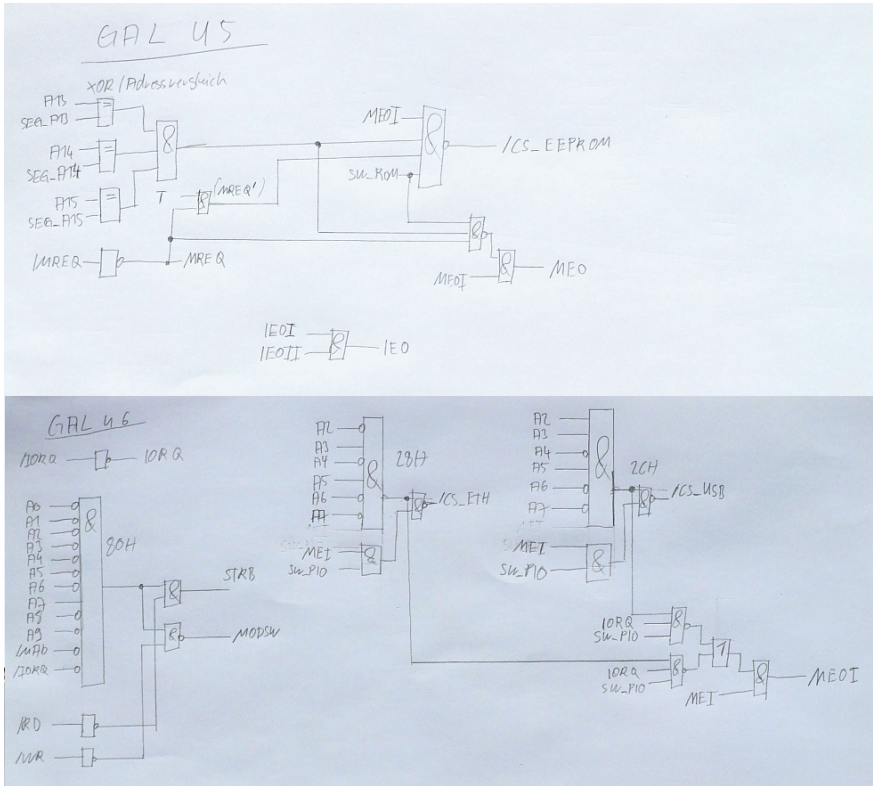 GAL U5
XOR/Adressvergleich
A13
SEG_A13
=
A14
SEG_A14
=
A15
SEG_A15
=
&
T
&
(MREQ')
/MREQ
MREQ
MEOI
SW_ROM
&
/CS_EEPROM
&
MEOI
&
MEO
IEOI
IEOII
&
IEO
GAL U6
/IORQ
IORQ
A0
A1
A2
A3
A4
A5
A6
A7
A8
A9
/IORQ
&
80H
&
STRB
&
MODSW
/RD
/WR
A2
A3
A4
A5
A6
A7
&
28H
MEI
SW_PIO
&
&
/CS_ETH
A2
A3
A4
A5
A6
A7
&
2CH
MEI
SW_PIO
&
&
/CS_USB
IORQ
SW_PIO
&
IORQ
SW_PIO
&
1
MEI
&
MEOI